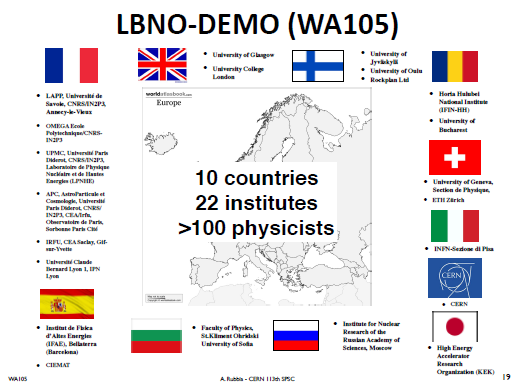 LBNO-DEMO (WA105)
• LAPP, Université de
Savoie, CNRS/IN2P3,
Annecy-le-Vieux
• OMEGA Ecole
Polytechnique/CNRS-
IN2P3
• UPMC, Université Paris
Diderot, CNRS/IN2P3,
Laboratoire de Physique
Nucléaire et de Hautes
Energies (LPNHE)
• APC, AstroParticule et
Cosmologie, Université
Paris Diderot, CNRS/
IN2P3, CEA/Irfu,
Observatoire de Paris,
Sorbonne Paris Cité
• IRFU, CEA Saclay, Gif-
sur-Yvette
• Université Claude
Bernard Lyon 1, IPN
Lyon
• Institut de Fisica
d'Altes Energies
(IFAE), Bellaterra
(Barcelona)
• CIEMAT
• University of Glasgow
• University College
London
• University of
Jyväskylä
• University of Oulu
• Rockplan Ltd
worldatlasbook.com
Europe
10 countries
22 institutes
>100 physicists
• Horia Hulubei
National Institute
(IFIN-HH)
• University of
Bucharest
• University of Geneva,
Section de Physique,
• ETH Zürich
• INFN-Sezione di Pisa
CERN
• CERN
• High Energy
Accelerator
Research
Organization (KEK)
• Faculty of Physics,
St.Kliment Ohridski
University of Sofia
• Institute for Nuclear
Research of the
Russian Academy of
Sciences, Moscow
WA105
A. Rubbia – CERN 113th SPSC
19